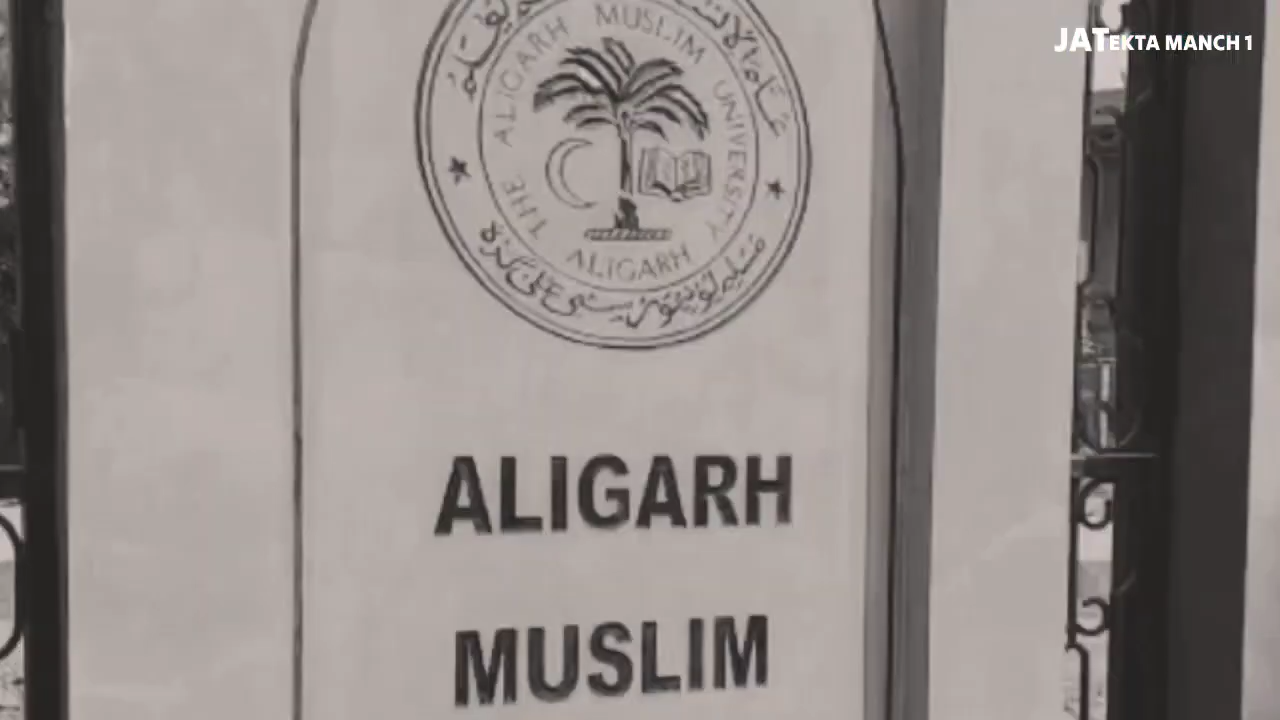 JATEKTA MANCH 1
THE ALIGARH MUSLIM UNIVERSITY
ALIGARH
ALIGARH
MUSLIM